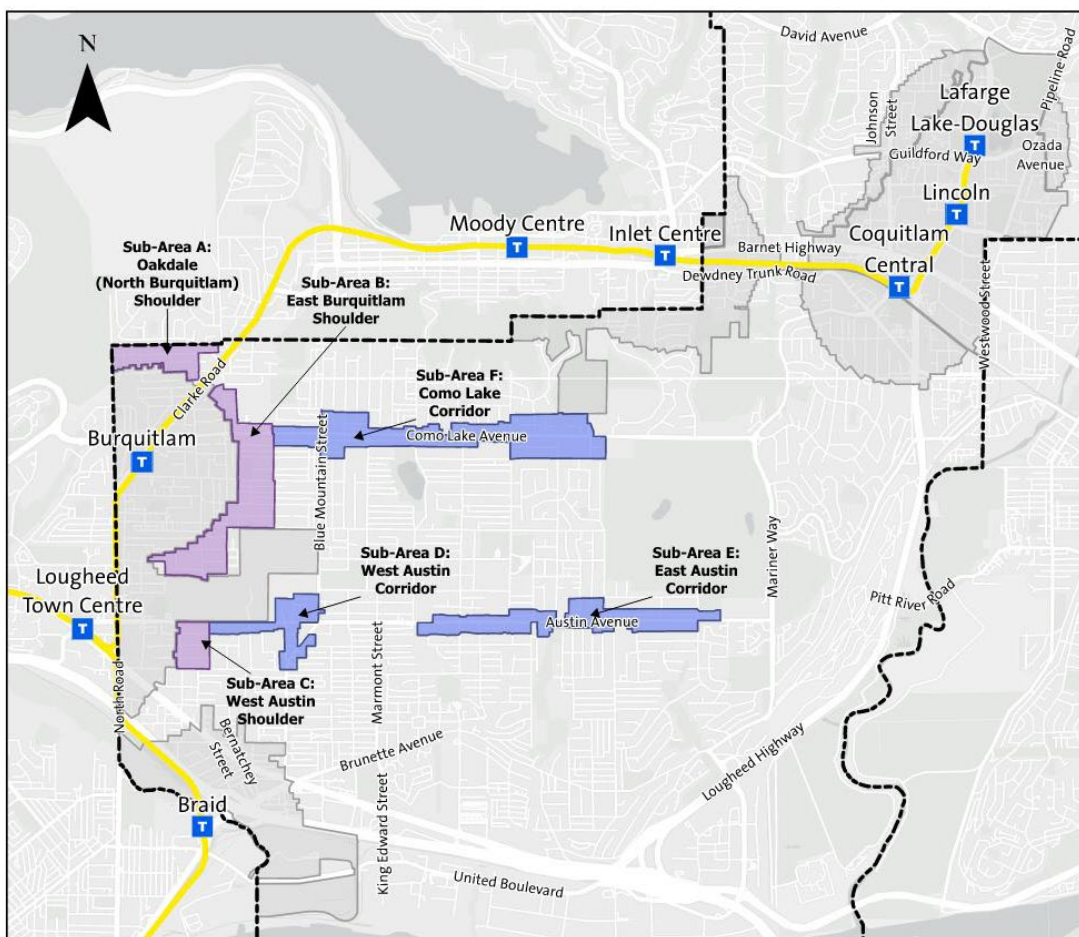 N
David Avenue
Pipeline Road
Johnson
Street
Lafarge
Lake-Douglas
T
Guildford Way
Ozada
Avenue
Lincoln
T
Moody Centre
T
Inlet Centre
T
Barnet Highway
Dewdney Trunk Road
Coquitlam
Central
T
Westwood Street
Sub-Area A:
Oakdale
(North Burquitlam)
Shoulder
Sub-Area B:
East Burquitlam
Shoulder
Clarke Road
Sub-Area F:
Como Lake
Corridor
Como Lake Avenue
Burquitlam
T
Blue Mountain Street
Sub-Area D:
West Austin
Corridor
Sub-Area E:
East Austin
Corridor
Mariner Way
Lougheed
Town Centre
T
Austin Avenue
Pitt River Road
Sub-Area C:
West Austin
Shoulder
North Road
Marmont Street
Bernatchey
Street
Brunette Avenue
Lougheed Highway
Braid
T
King Edward Street
United Boulevard